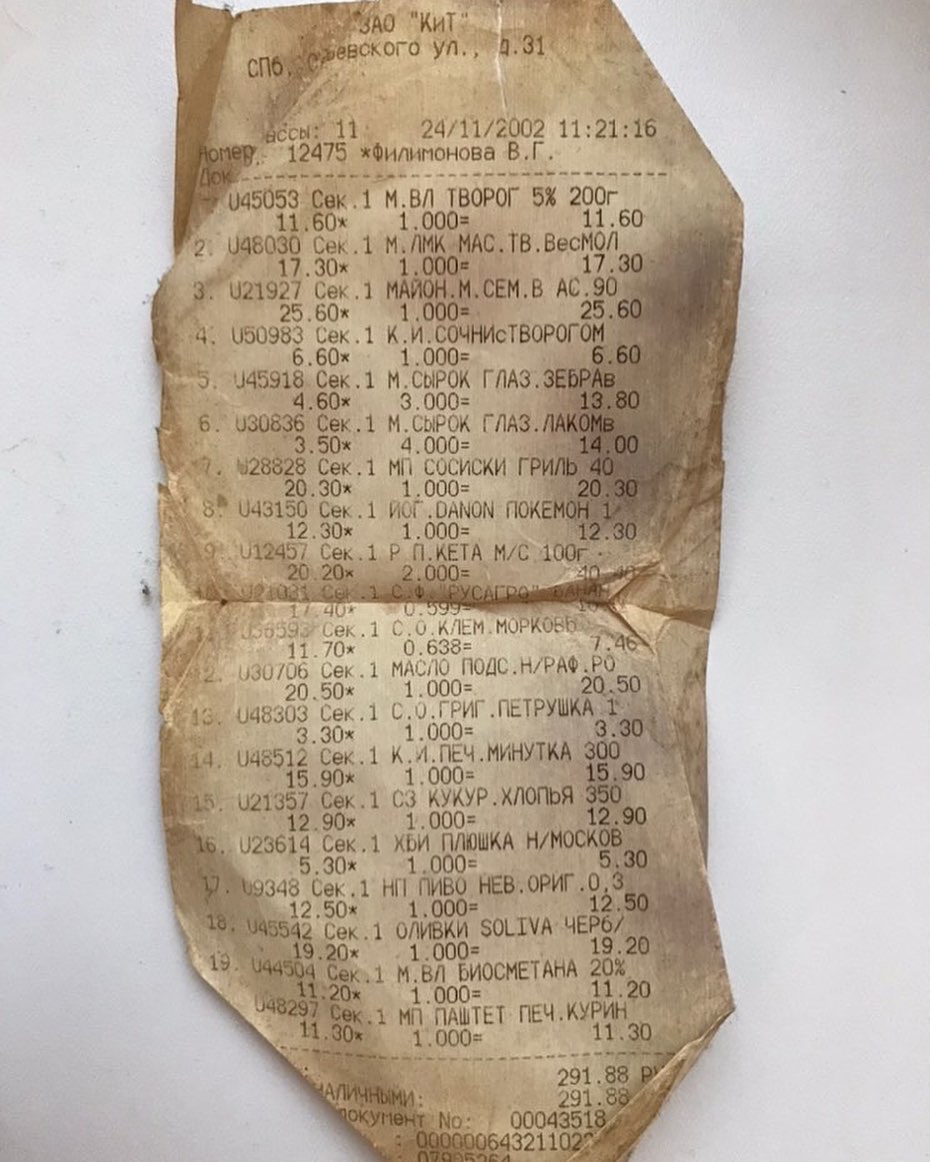 ЗАО "КиТ"
СПб, ул., д.31
ассы: 11 24/11/2002 11:21:16
Номер
12475 *Филимонова В.Г.
Док.
U45053 Сек.1 М.ВЛ ТВОРОГ 5% 200г
11.60* 1.000= 11.60
2. U48030 Сек.1 М.ЛМК МАС.ТВ.ВесМОЛ
17.30* 1.000= 17.30
3. U21927 Сек.1 МАЙОН.М.СЕМ.В АС.90
25.60* 1.000= 25.60
4. U50983 Сек.1 К.И.СОЧНИсТВОРОГОМ
6.60* 1.000= 6.60
5. U45918 Сек.1 М.СЫРОК ГЛАЗ.ЗЕБРАв
4.60* 3.000= 13.80
6. U30836 Сек.1 М.СЫРОК ГЛАЗ.ЛАКОМв
3.50* 4.000= 14.00
7. U28828 Сек.1 МП СОСИСКИ ГРИЛЬ 40
20.30* 1.000= 20.30
8. U43150 Сек.1 ЙОГ.DANON ПОКЕМОН 1
12.30* 1.000= 12.30
9. U12457 Сек.1 Р П.КЕТА М/С 100г
20.20* 2.000= 40.40
10. U21031 Сек.1 С.Ф."РУСАГРО" БАНАН
17.40* 0.599=
Сек.1 С.О.КЛЕМ.МОРКОВЬ
11.70* 0.638= 7.46
12. U30706 Сек.1 МАСЛО ПОДС.Н/РАФ.РО
20.50* 1.000= 20.50
13. U48303 Сек.1 С.О.ГРИГ.ПЕТРУШКА 1
3.30* 1.000= 3.30
14. U48512 Сек.1 К.И.ПЕЧ.МИНУТКА 300
15.90* 1.000= 15.90
15. U21357 Сек.1 СЗ КУКУР.ХЛОПЬЯ 350
12.90* 1.000= 12.90
16. U23614 Сек.1 ХБИ ПЛЮШКА Н/МОСКОВ
5.30* 1.000= 5.30
17. U9348 Сек.1 НП ПИВО НЕВ.ОРИГ.0,3
12.50* 1.000= 12.50
18. U45542 Сек.1 ОЛИВКИ SOLIVA ЧЕРб/
19.20* 1.000= 19.20
19. U44504 Сек.1 М.ВЛ БИОСМЕТАНА 20%
11.20* 1.000= 11.20
U48297 Сек.1 МП ПАШТЕТ ПЕЧ.КУРИН
11.30* 1.000= 11.30
291.88
НАЛИЧНЫМИ: 291.88
документ No: 00043518